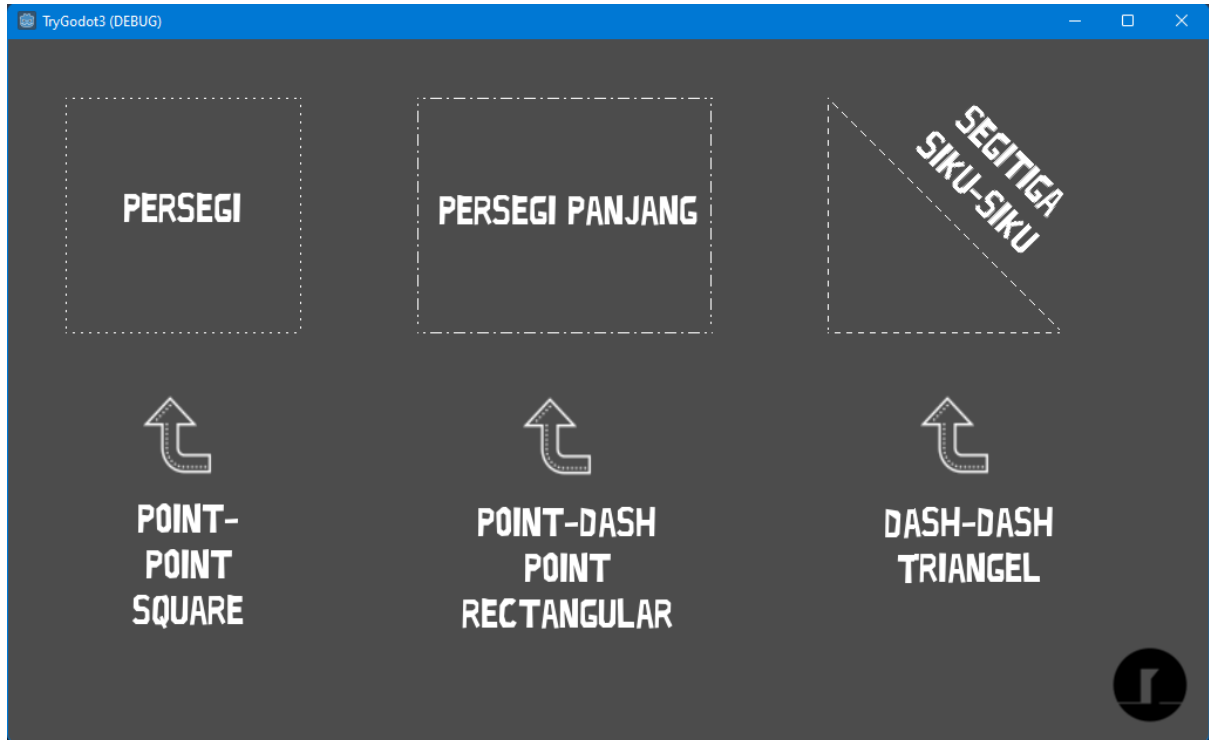 TryGodot3 (DEBUG)
PERSEGI
PERSEGI PANJANG
SEGITIGA
SIKU-SIKU
POINT-
POINT
SQUARE
POINT-DASH
POINT
RECTANGULAR
DASH-DASH
TRIANGEL